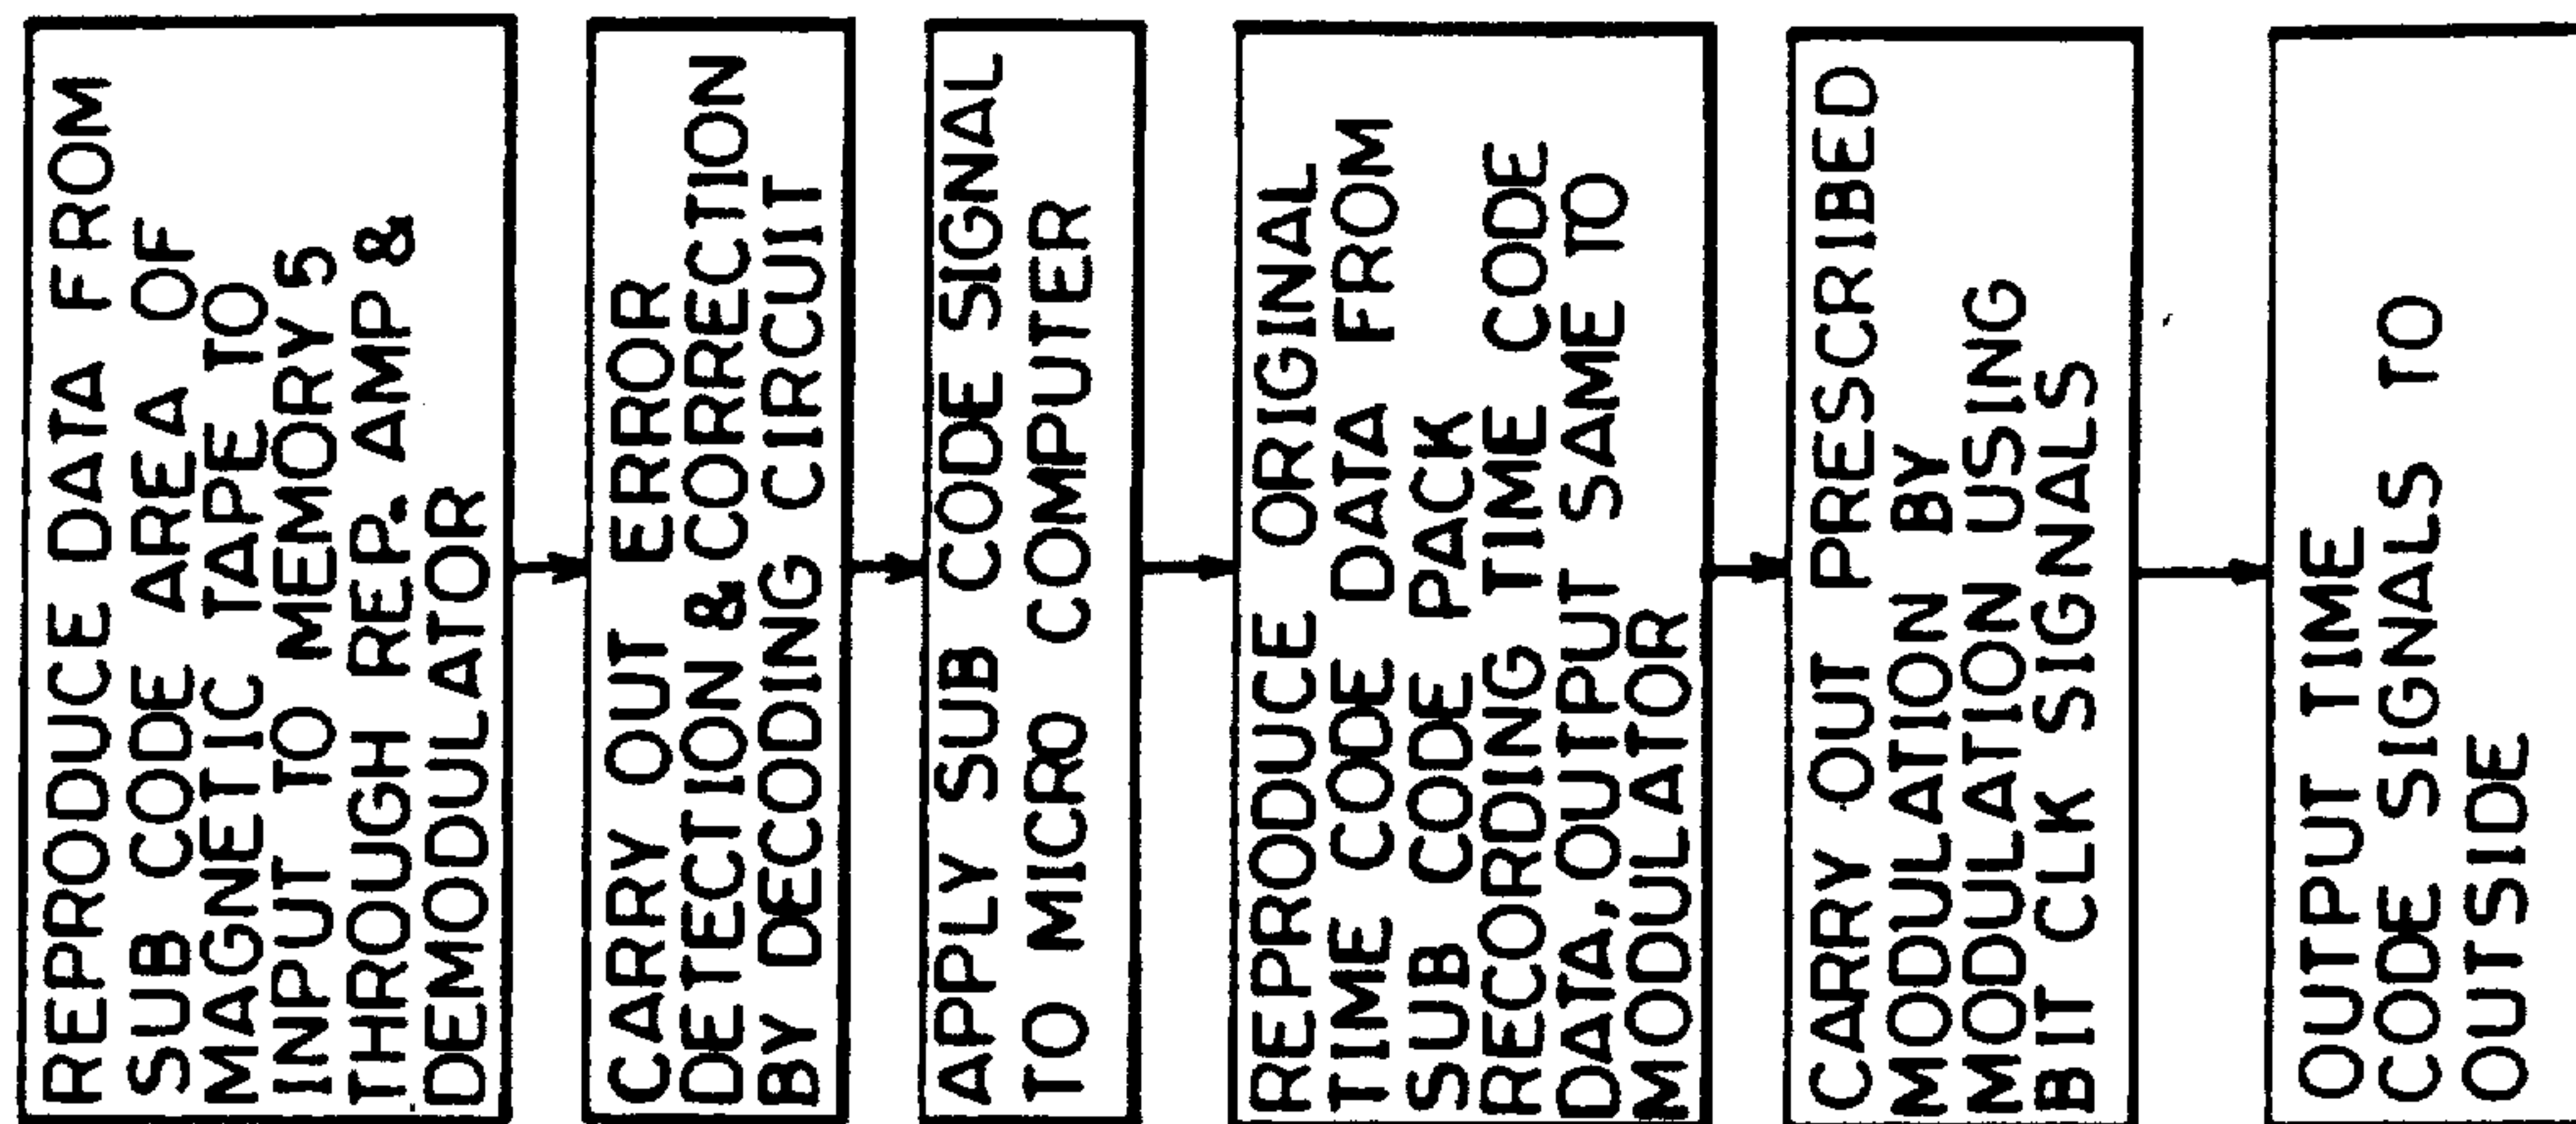 REPRODUCE DATA FROM
SUB CODE AREA OF
MAGNETIC TAPE TO
INPUT TO MEMORY 5
THROUGH REP. AMP &
DEMODULATOR
CARRY OUT ERROR
DETECTION & CORRECTION
BY DECODING CIRCUIT
APPLY SUB CODE SIGNAL
TO MICRO COMPUTER
REPRODUCE ORIGINAL
TIME CODE DATA FROM
SUB CODE PACK
RECORDING TIME CODE
DATA, OUTPUT SAME TO
MODULATOR
CARRY OUT PRESCRIBED
MODULATION BY
MODULATION USING
BIT CLK SIGNALS
OUTPUT TIME
CODE SIGNALS TO
OUTSIDE